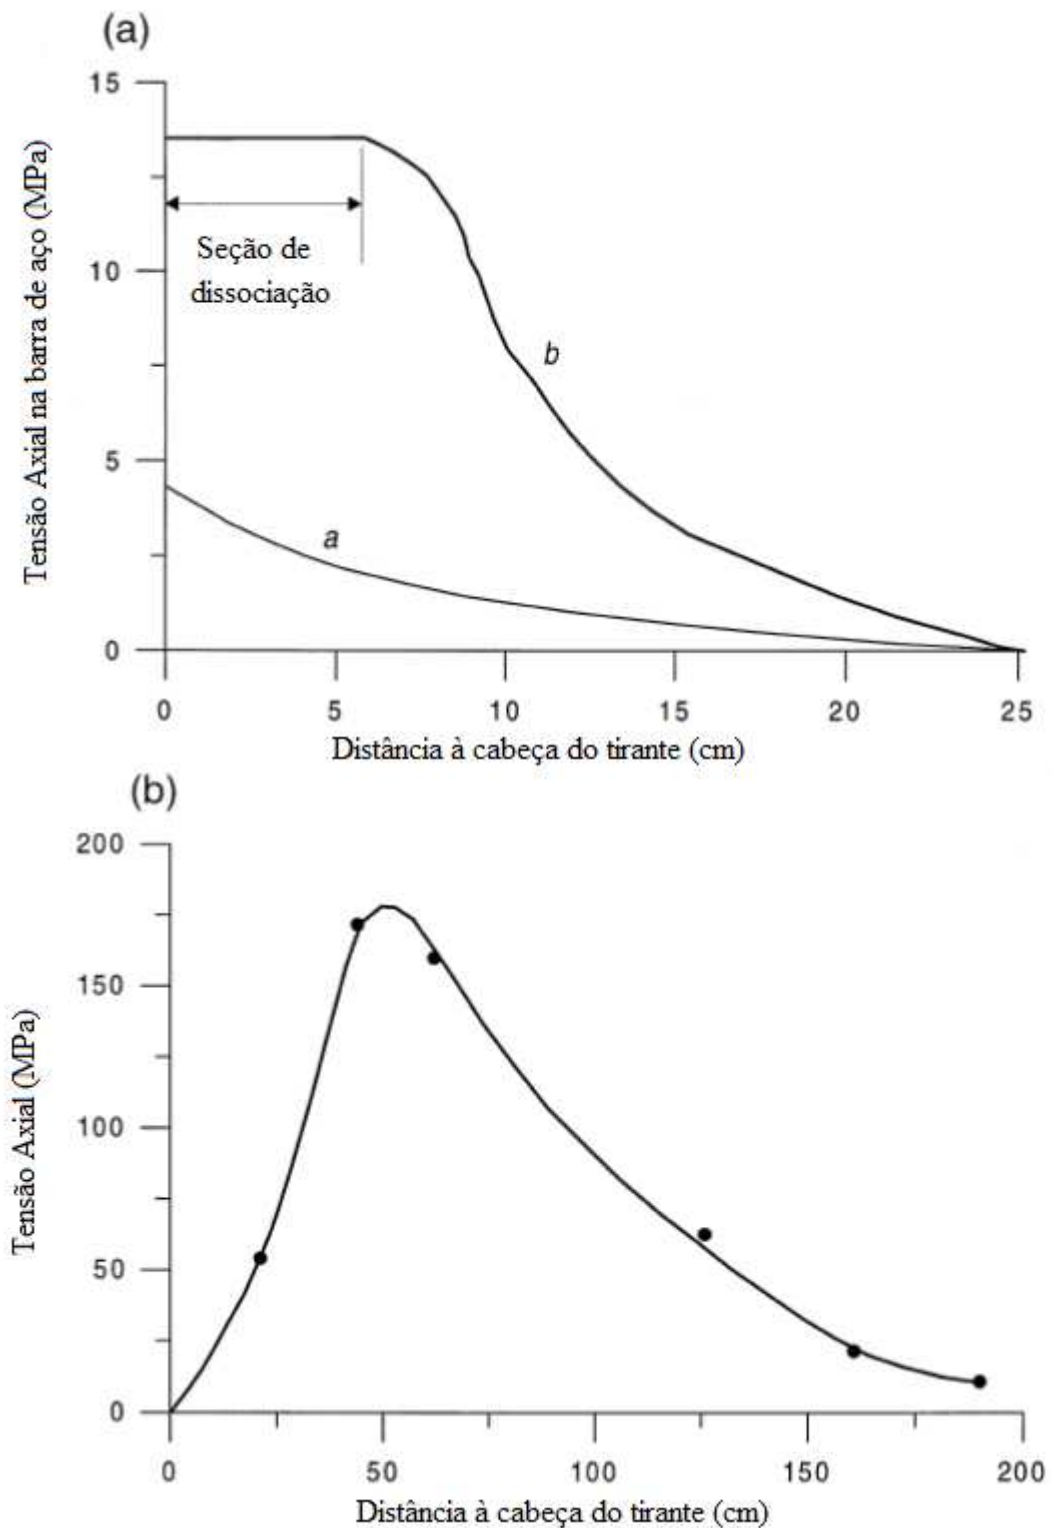 (a)
15
10
5
0
Tensão Axial na barra de aço (MPa)
Seção de
dissociação
b
a
0 5 10 15 20 25
Distância à cabeça do tirante (cm)
(b)
200
150
100
50
0
Tensão Axial (MPa)
0 50 100 150 200
Distância à cabeça do tirante (cm)